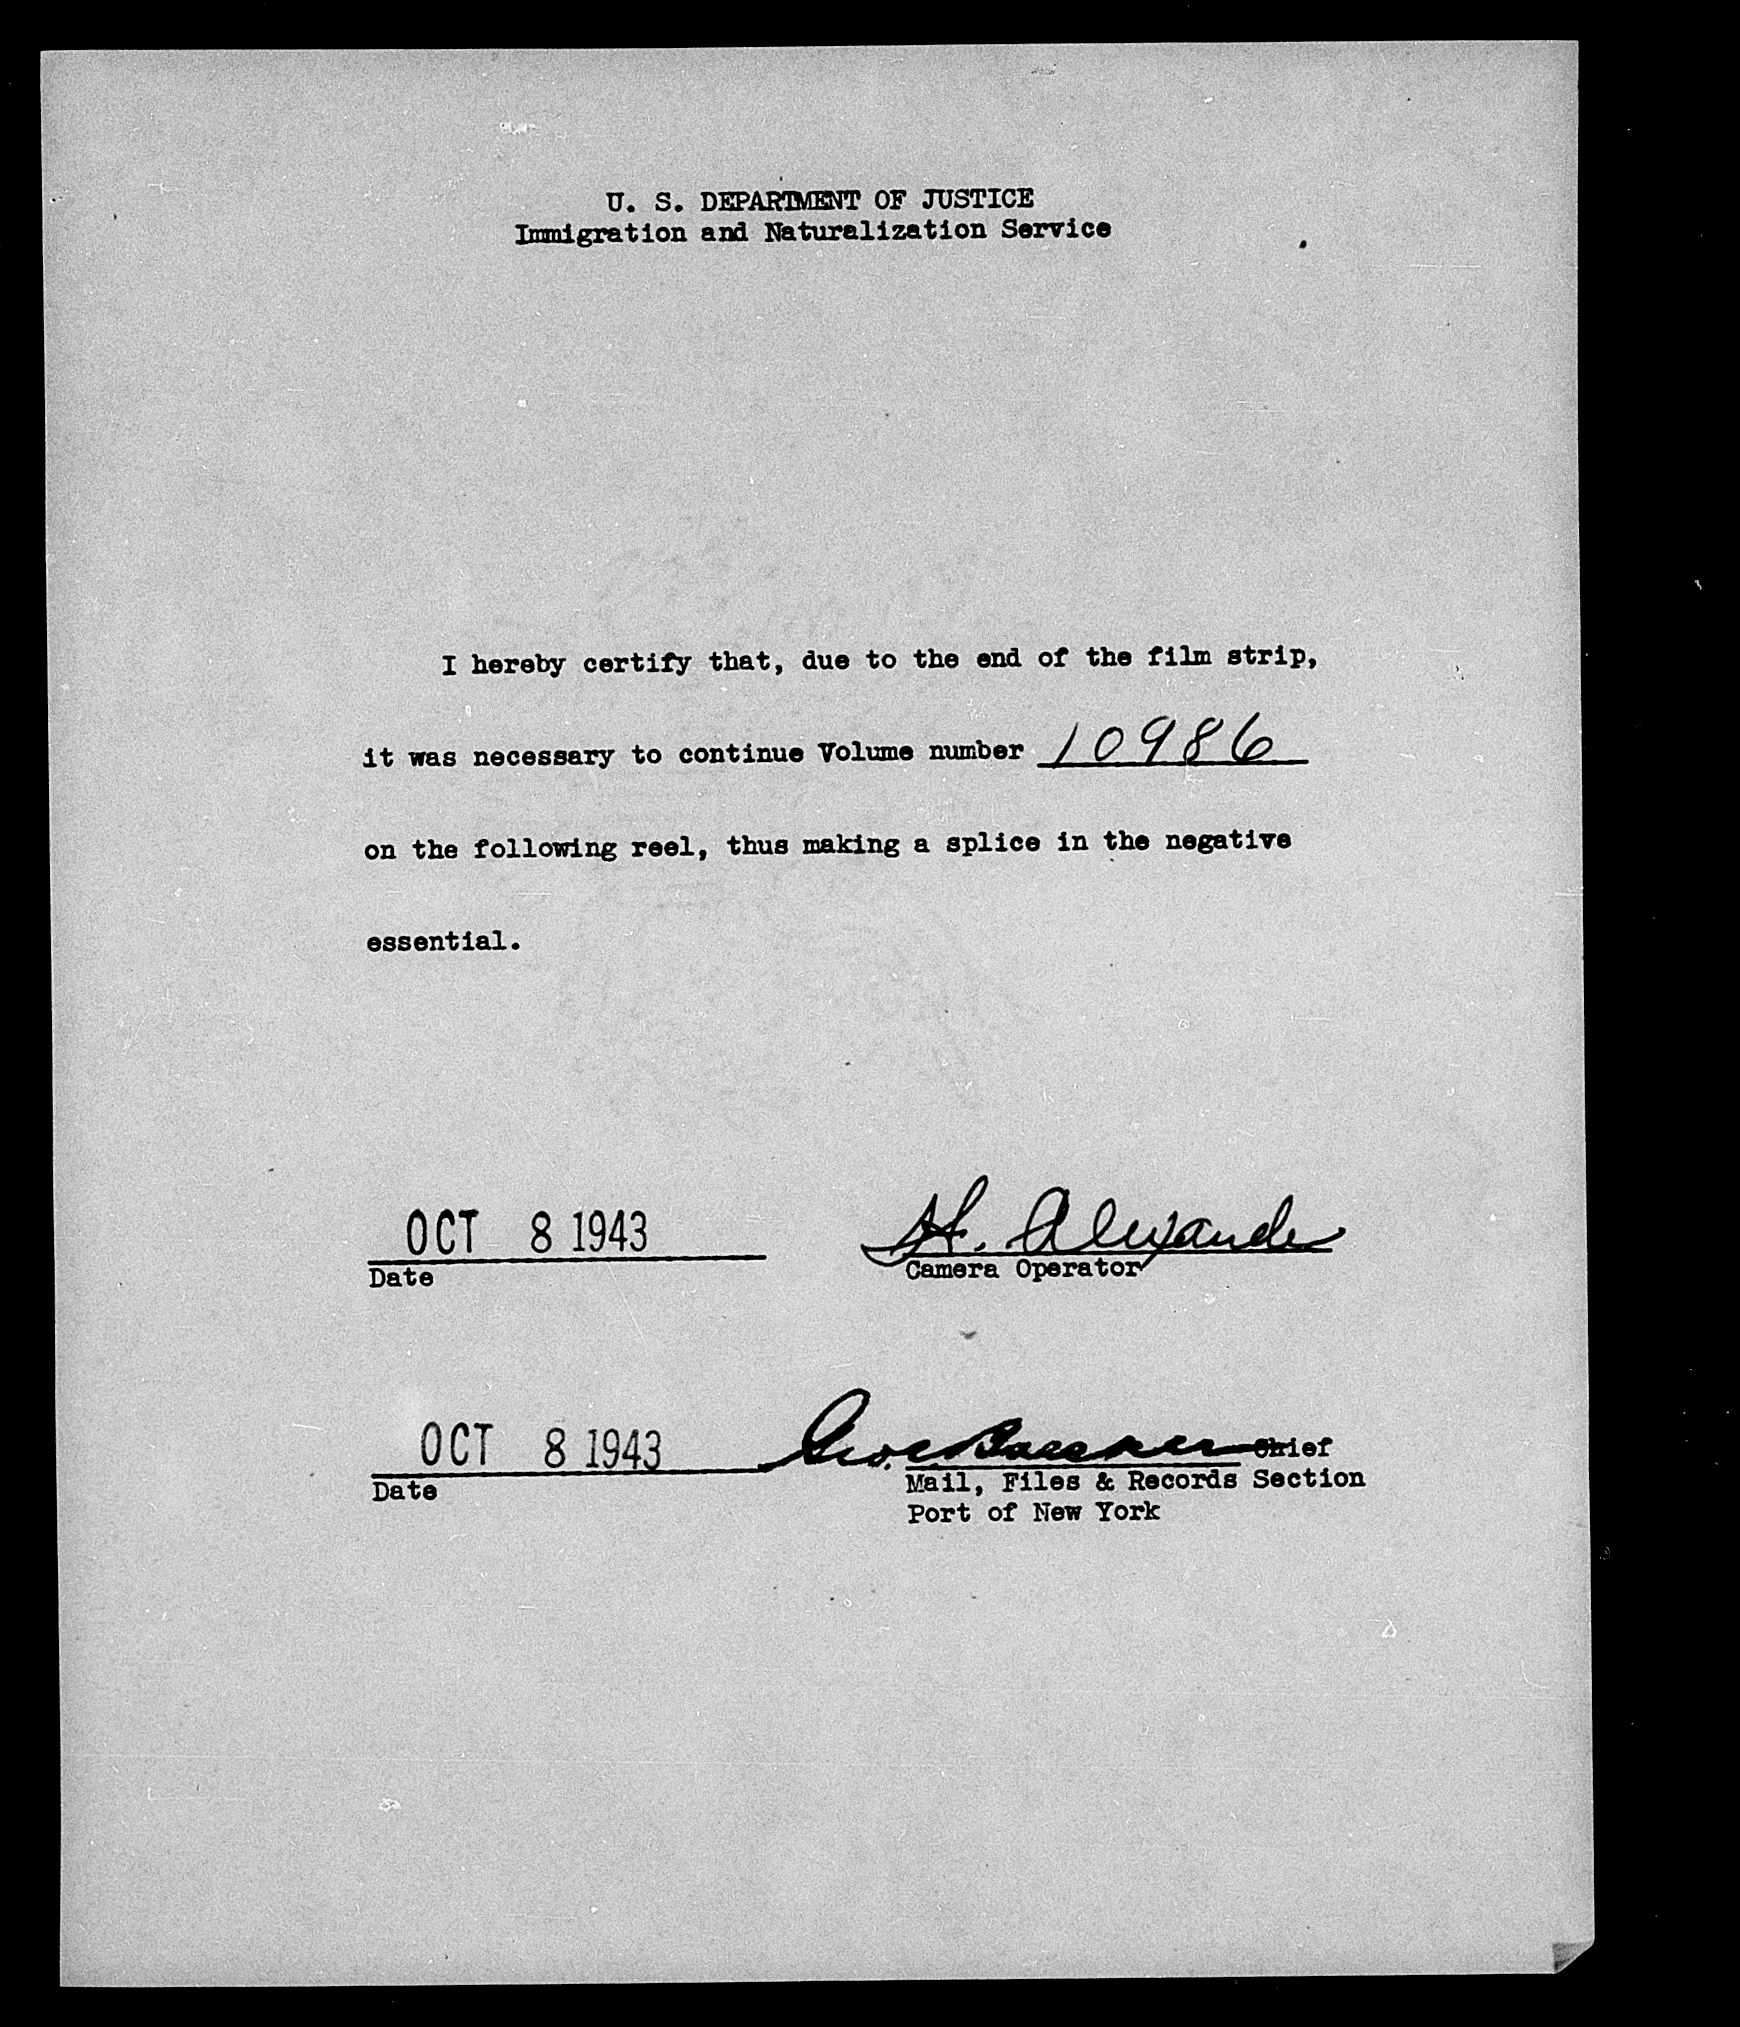 U. S. DEPARTMENT OF JUSTICE
Immigration and Naturalization Service
I hereby certify that, due to the end of the film strip,
it was necessary to continue Volume number 10986
on the following reel, thus making a splice in the negative
essential.
OCT 8 1943 H. Alexander
Date Camera Operator
OCT 8 1943 Chief
Date Mail, Files & Records Section
Port of New York